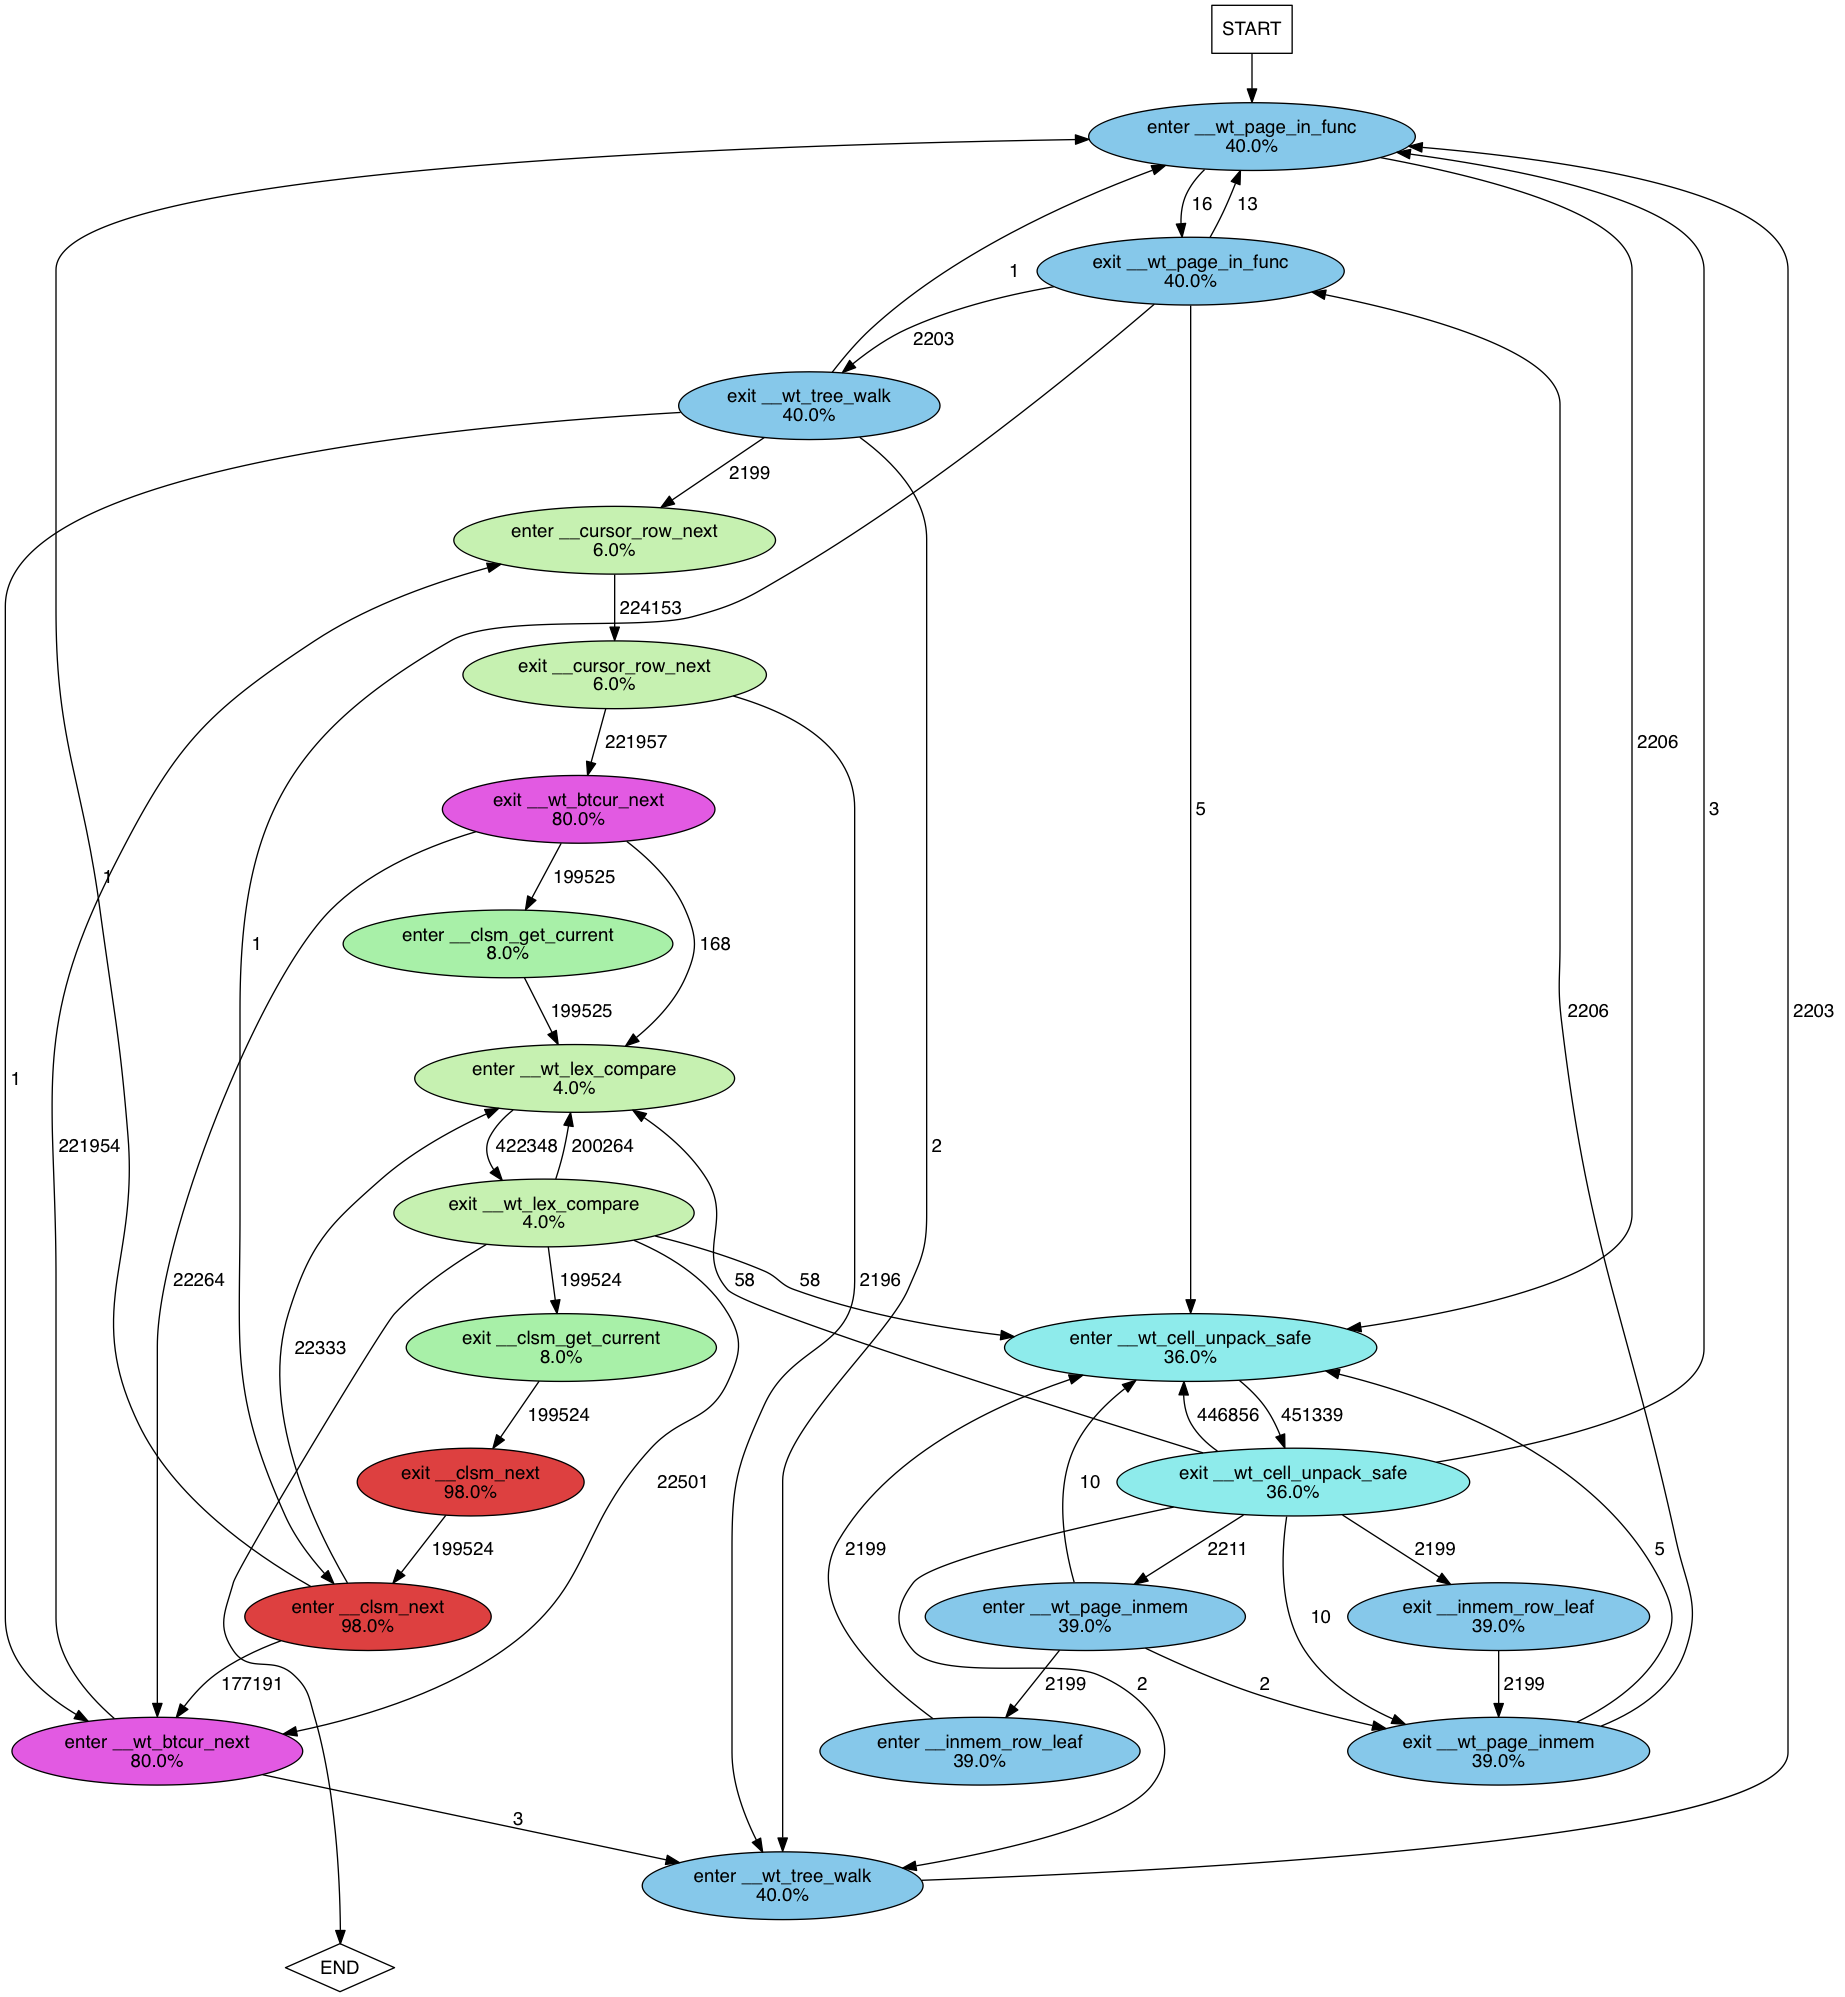 START
enter __wt_page_in_func
40.0%
16
13
exit __wt_page_in_func
40.0%
1
2203
exit __wt_tree_walk
40.0%
2199
enter __cursor_row_next
6.0%
224153
exit __cursor_row_next
6.0%
221957
2206
exit __wt_btcur_next
80.0%
5
3
1
199525
enter __clsm_get_current
8.0%
1
168
199525
2206
2203
enter __wt_lex_compare
4.0%
1
221954
422348
200264
2
exit __wt_lex_compare
4.0%
22264
199524
58
58
2196
22333
exit __clsm_get_current
8.0%
enter __wt_cell_unpack_safe
36.0%
199524
446856
451339
exit __clsm_next
98.0%
22501
10
exit __wt_cell_unpack_safe
36.0%
199524
2199
2211
2199
5
enter __clsm_next
98.0%
enter __wt_page_inmem
39.0%
10
exit __inmem_row_leaf
39.0%
177191
2199
2
2
2199
enter __wt_btcur_next
80.0%
enter __inmem_row_leaf
39.0%
exit __wt_page_inmem
39.0%
3
enter __wt_tree_walk
40.0%
END